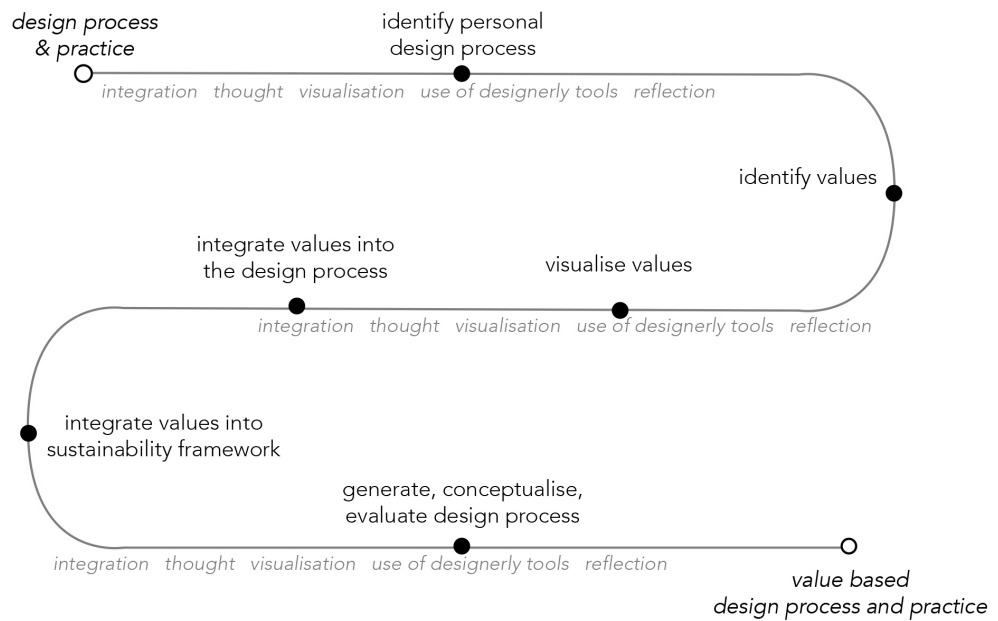 design process
& practice
identify personal
design process
integration thought visualisation use of designerly tools reflection
identify values
visualise values
integrate values into
the design process
integration thought visualisation use of designerly tools reflection
integrate values into
sustainability framework
generate, conceptualise,
evaluate design process
integration thought visualisation use of designerly tools reflection
value based
design process and practice